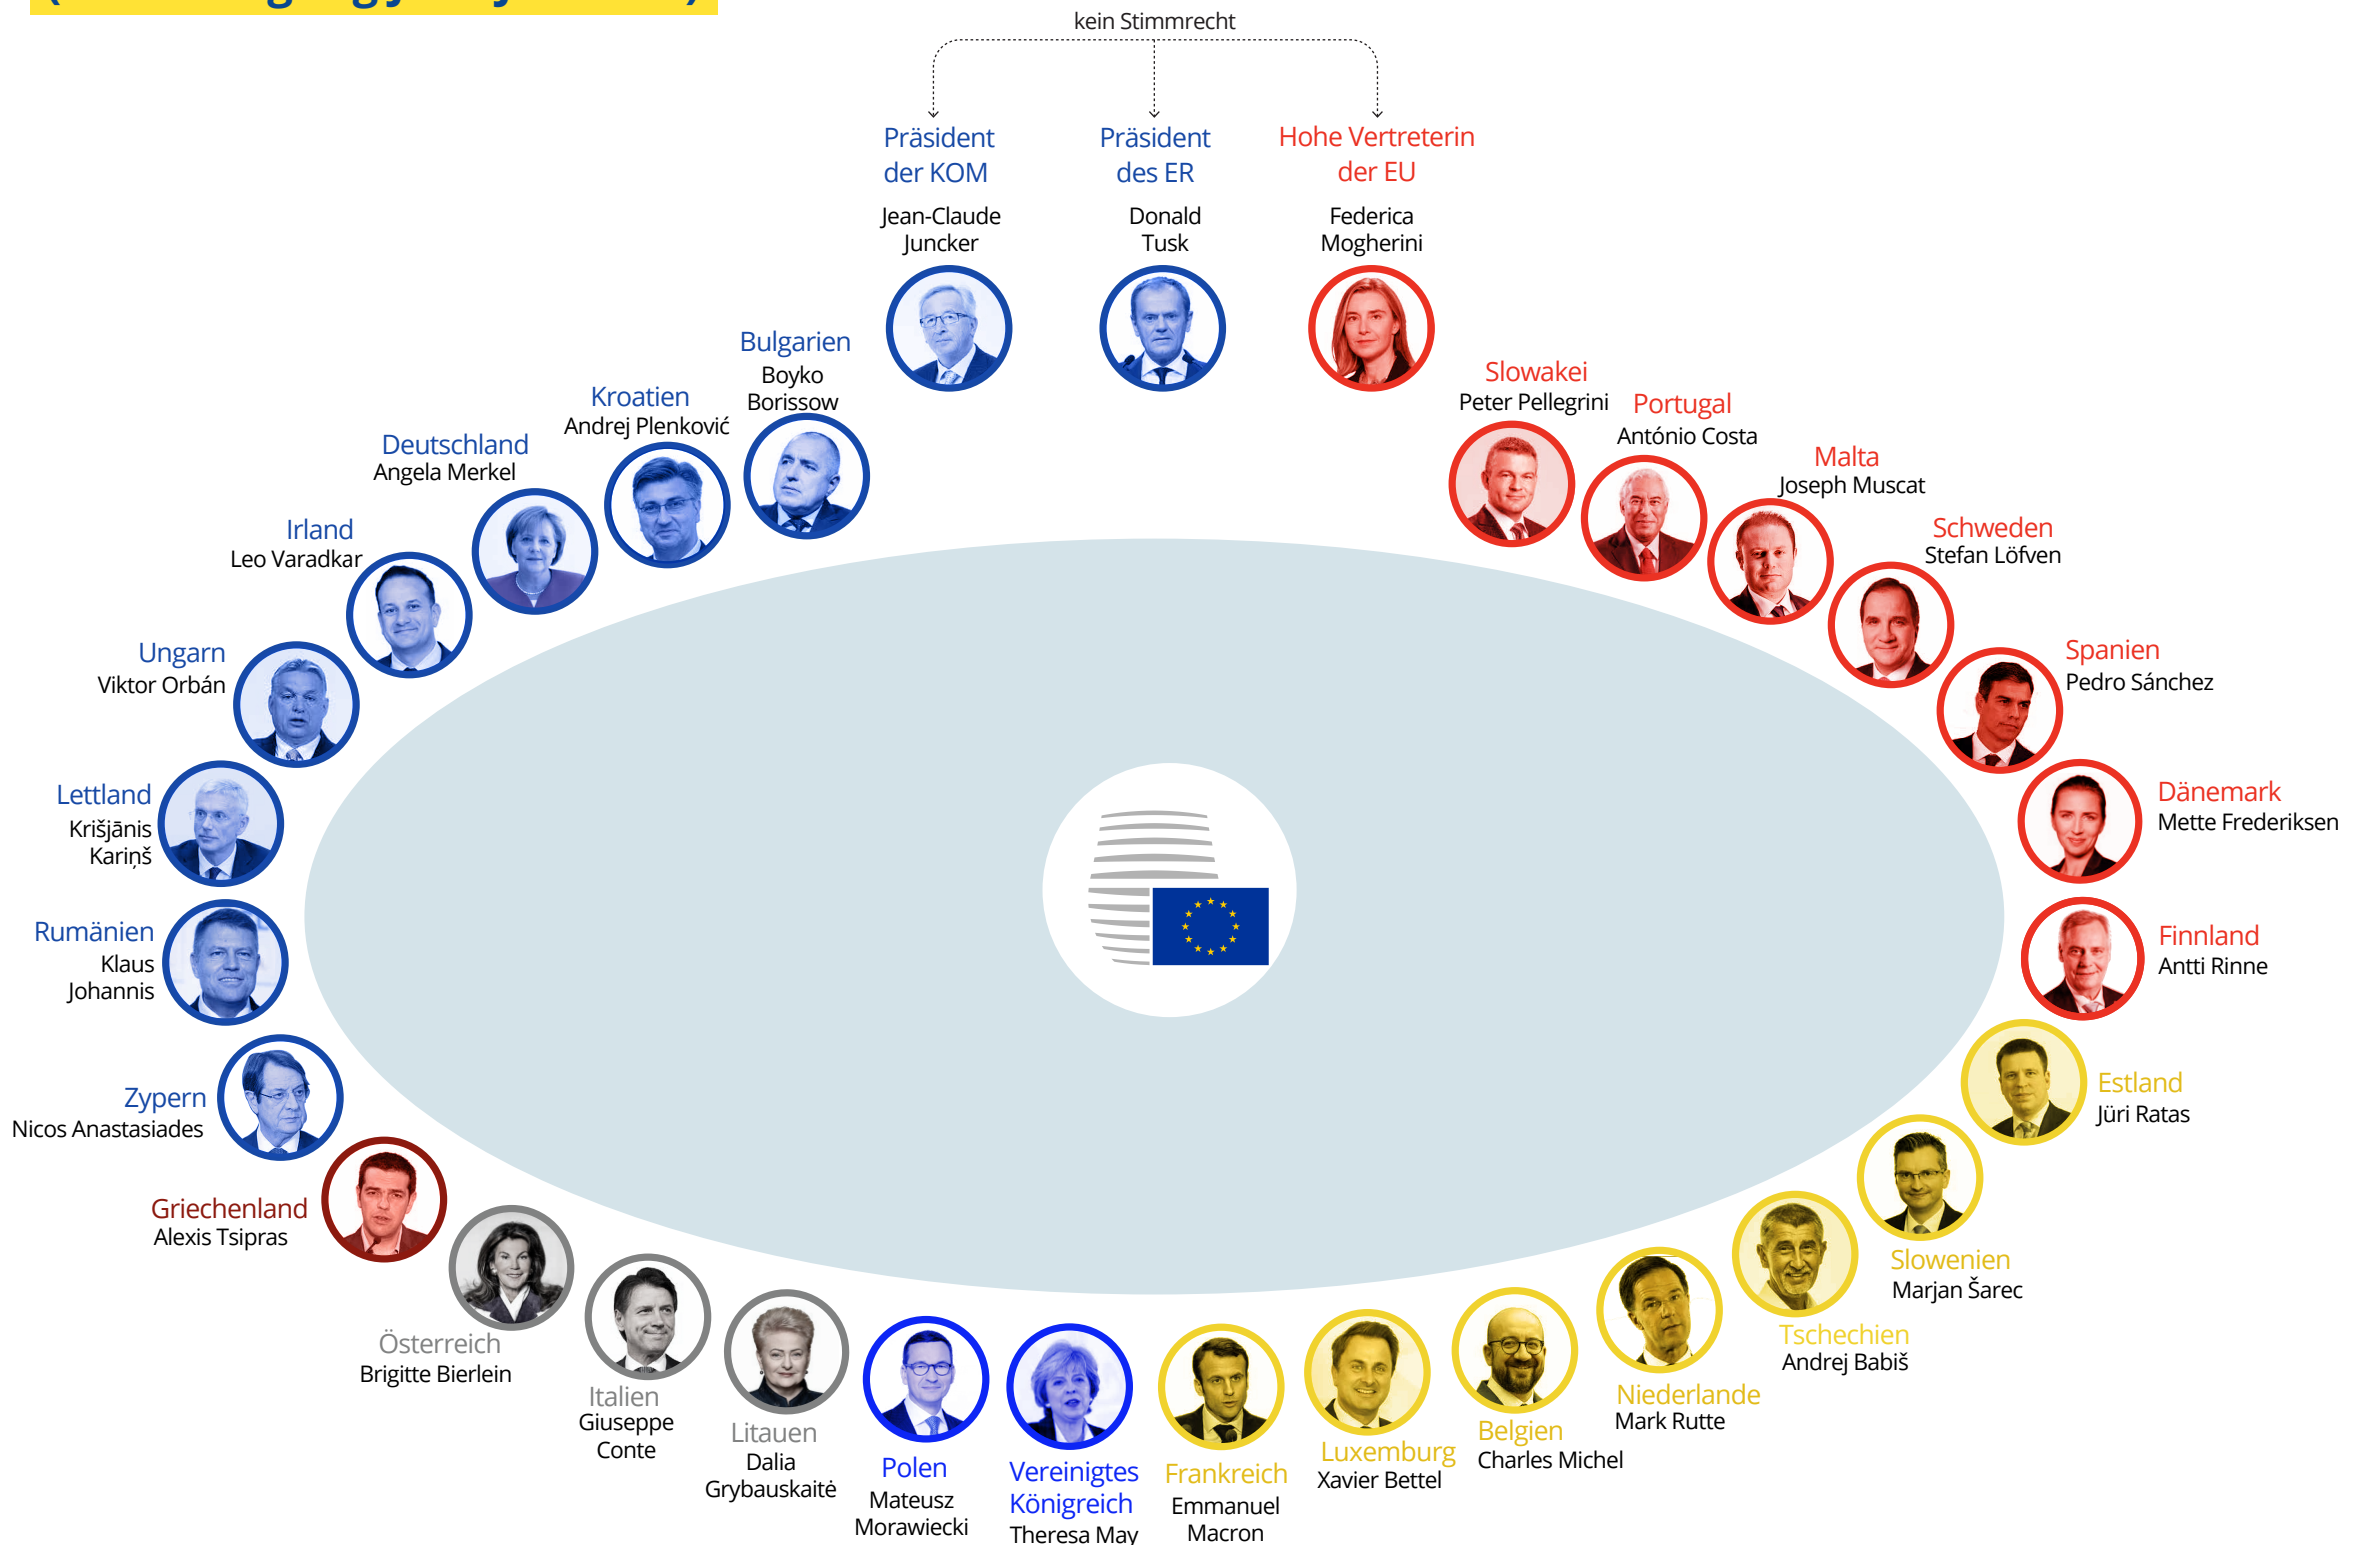 kein Stimmrecht
Präsident
der KOM
Jean-Claude
Juncker
Präsident
des ER
Donald
Tusk
Hohe Vertreterin
der EU
Federica
Mogherini
Bulgarien
Boyko
Borissow
Kroatien
Andrej Plenković
Deutschland
Angela Merkel
Irland
Leo Varadkar
Ungarn
Viktor Orbán
Lettland
Krišjānis
Kariņš
Rumänien
Klaus
Johannis
Zypern
Nicos Anastasiades
Griechenland
Alexis Tsipras
Österreich
Brigitte Bierlein
Italien
Giuseppe
Conte
Litauen
Dalia
Grybauskaitė
Polen
Mateusz
Morawiecki
Vereinigtes
Königreich
Theresa May
Frankreich
Emmanuel
Macron
Luxemburg
Xavier Bettel
Belgien
Charles Michel
Niederlande
Mark Rutte
Tschechien
Andrej Babiš
Slowenien
Marjan Šarec
Estland
Jüri Ratas
Finnland
Antti Rinne
Dänemark
Mette Frederiksen
Spanien
Pedro Sánchez
Schweden
Stefan Löfven
Malta
Joseph Muscat
Portugal
António Costa
Slowakei
Peter Pellegrini